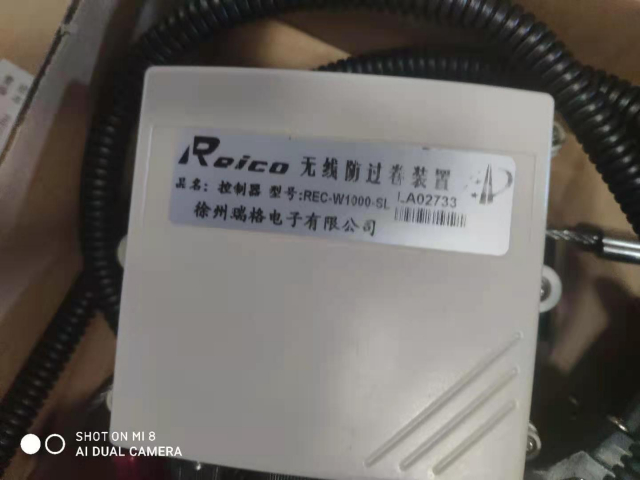 Reico 无线防过卷装置
品名：控制器 型号：REC-W1000-SL LA02733
徐州瑞格电子有限公司
SHOT ON MI 8
AI DUAL CAMERA